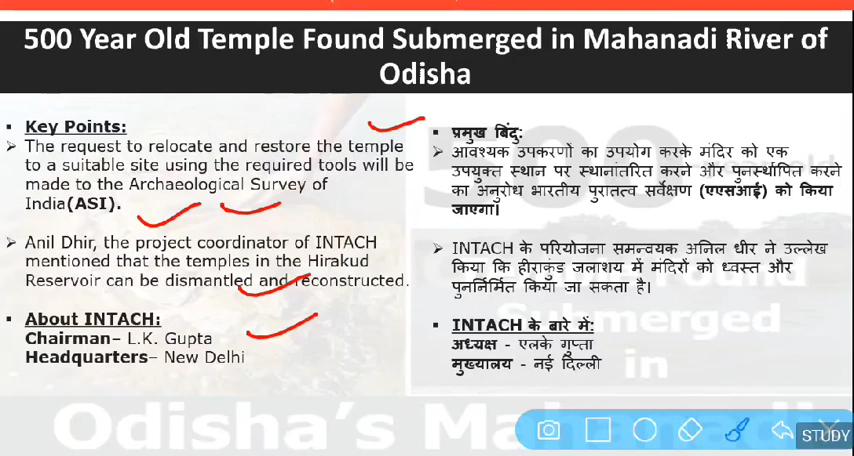 500 Year Old Temple Found Submerged in Mahanadi River of
Odisha
▪ Key Points:
➢ The request to relocate and restore the temple
to a suitable site using the required tools will be
made to the Archaeological Survey of
India(ASI).
➢ Anil Dhir, the project coordinator of INTACH
mentioned that the temples in the Hirakud
Reservoir can be dismantled and reconstructed.
▪ About INTACH:
Chairman– L.K. Gupta
Headquarters– New Delhi
▪ प्रमुख बिंदु:
➢ आवश्यक उपकरणों का उपयोग करके मंदिर को एक
उपयुक्त स्थान पर स्थानांतरित करने और पुनर्स्थापित करने
का अनुरोध भारतीय पुरातत्व सर्वेक्षण (एएसआई) को किया
जाएगा।
➢ INTACH के परियोजना समन्वयक अनिल धीर ने उल्लेख
किया कि हीराकुंड जलाशय में मंदिरों को ध्वस्त और
पुनर्निर्मित किया जा सकता है।
▪ INTACH के बारे में:
अध्यक्ष - एलके गुप्ता
मुख्यालय - नई दिल्ली
500
Found
Submerged
in
Odisha's Mahanadi
STUDY